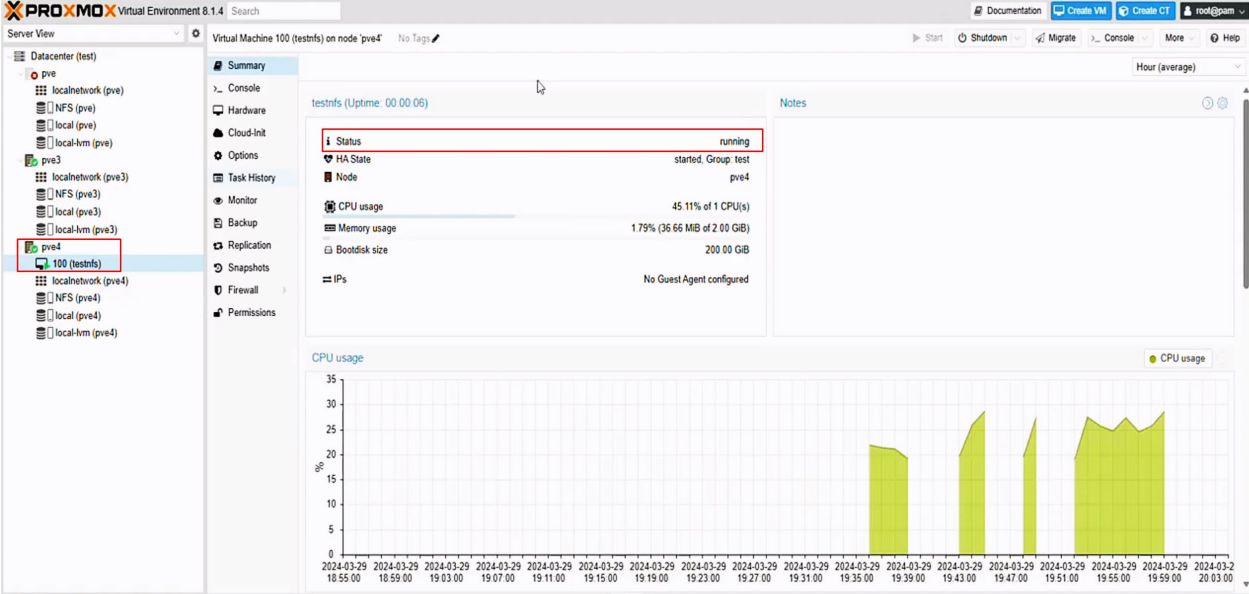 PROXMOX Virtual Environment 8.1.4 Search Documentation Create VM Create CT root@pam
Server View
Virtual Machine 100 (testnfs) on node 'pve4' No Tags Start Shutdown Migrate >_ Console More Help
Datacenter (test)
pve
localnetwork (pve)
NFS (pve)
local (pve)
local-lvm (pve)
pve3
localnetwork (pve3)
NFS (pve3)
local (pve3)
local-lvm (pve3)
pve4
100 (testnfs)
localnetwork (pve4)
NFS (pve4)
local (pve4)
local-lvm (pve4)
Summary
>_ Console
Hardware
Cloud-Init
Options
Task History
Monitor
Backup
Replication
Snapshots
Firewall
Permissions
Hour (average)
testnfs (Uptime: 00:00:06)
Status running
HA State started, Group: test
Node pve4
CPU usage 45.11% of 1 CPU(s)
Memory usage 1.79% (36.66 MiB of 2.00 GiB)
Bootdisk size 200.00 GiB
IPs No Guest Agent configured
Notes
CPU usage
CPU usage
35
30
25
20
15
10
5
0
%
2024-03-29 2024-03-29 2024-03-29 2024-03-29 2024-03-29 2024-03-29 2024-03-29 2024-03-29 2024-03-29 2024-03-29 2024-03-29 2024-03-29 2024-03-29 2024-03-29 2024-03-29 2024-03-29 2024-03-29 2024-03-2
18:55:00 18:59:00 19:03:00 19:07:00 19:11:00 19:15:00 19:19:00 19:23:00 19:27:00 19:31:00 19:35:00 19:39:00 19:43:00 19:47:00 19:51:00 19:55:00 19:59:00 20:03:00